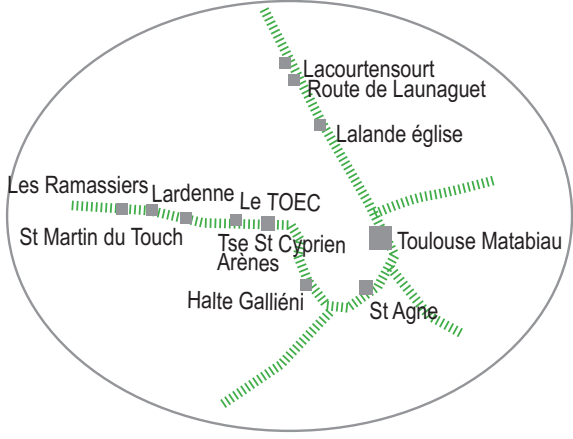 Lacourtensourt
Route de Launaguet
Lalande église
Les Ramassiers
Lardenne
Le TOEC
St Martin du Touch
Tse St Cyprien
Arènes
Toulouse Matabiau
Halte Galliéni
St Agne